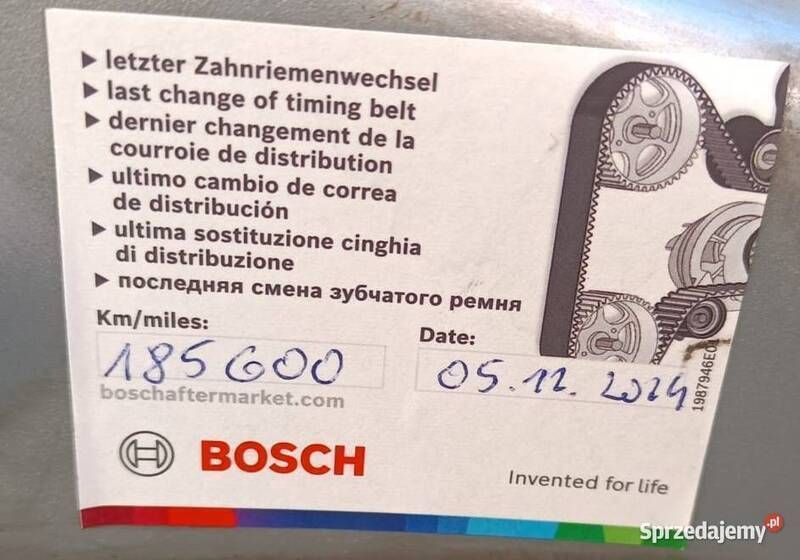 letzter Zahnriemenwechsel
last change of timing belt
dernier changement de la
courroie de distribution
ultimo cambio de correa
de distribución
ultima sostituzione cinghia
di distribuzione
последняя смена зубчатого ремня
Km/miles:
185600
Date:
05.12.2024
boschaftermarket.com
1987946E01
BOSCH
Invented for life
Sprzedajemy.pl